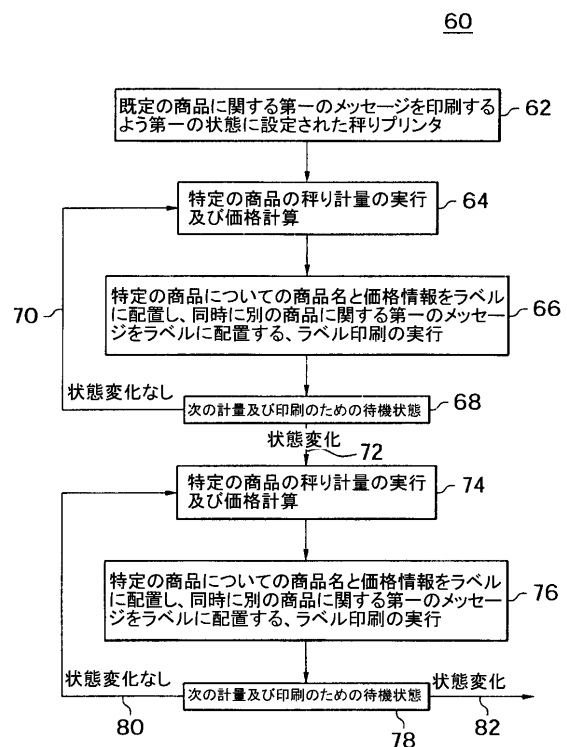 60
既定の商品に関する第一のメッセージを印刷する
よう第一の状態に設定された秤りプリンタ
62
特定の商品の秤り計量の実行
及び価格計算
64
特定の商品についての商品名と価格情報をラベル
に配置し、同時に別の商品に関する第一のメッセー
ジをラベルに配置する、ラベル印刷の実行
66
70
状態変化なし
次の計量及び印刷のための待機状態
68
状態変化
72
特定の商品の秤り計量の実行
及び価格計算
74
特定の商品についての商品名と価格情報をラベル
に配置し、同時に別の商品に関する第一のメッセー
ジをラベルに配置する、ラベル印刷の実行
76
状態変化なし
次の計量及び印刷のための待機状態
状態変化
80
78
82